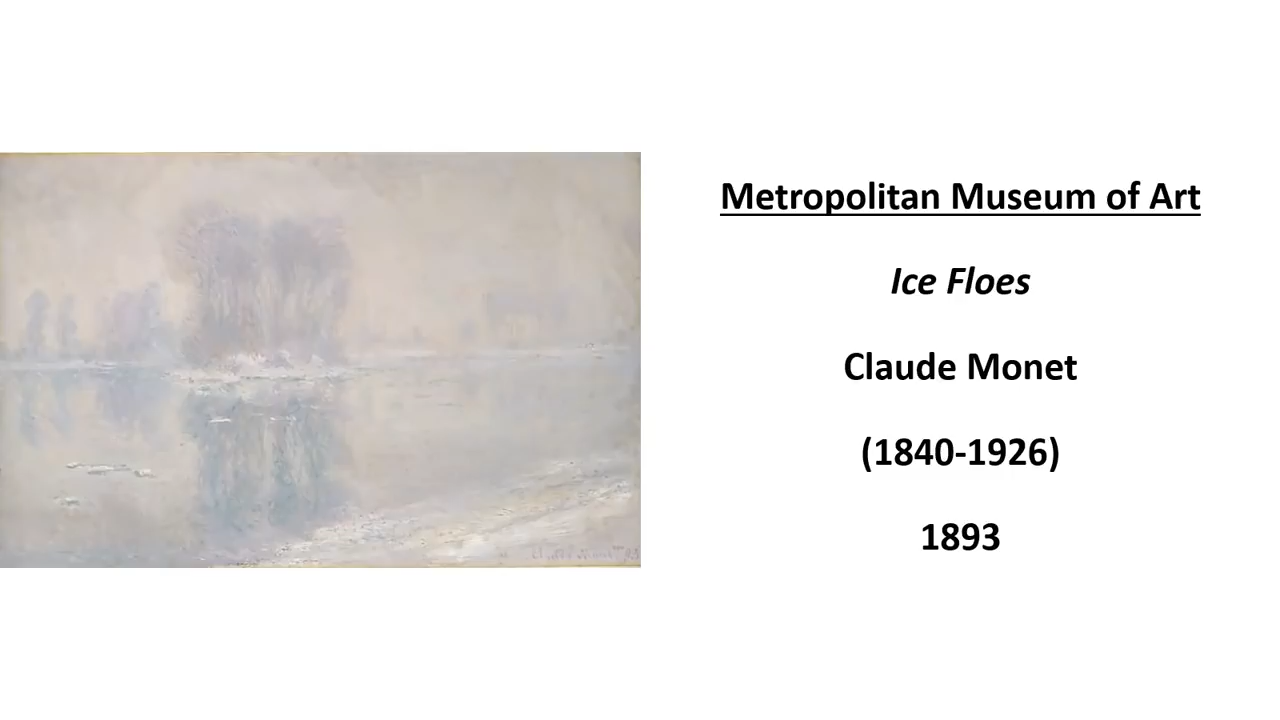 Metropolitan Museum of Art
Ice Floes
Claude Monet
(1840-1926)
1893